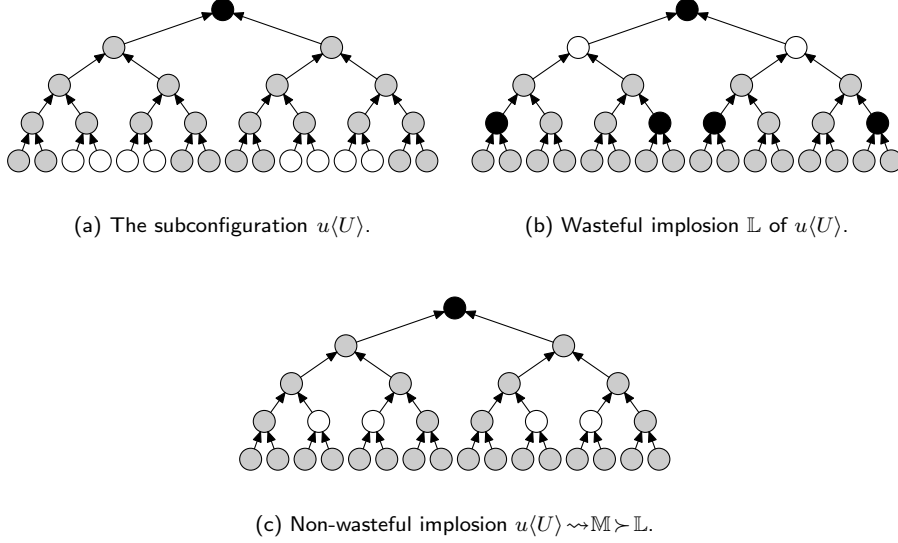 (a) The subconfiguration u⟨U⟩.
(b) Wasteful implosion 𝕃 of u⟨U⟩.
(c) Non-wasteful implosion u⟨U⟩⇝𝕄≻𝕃.